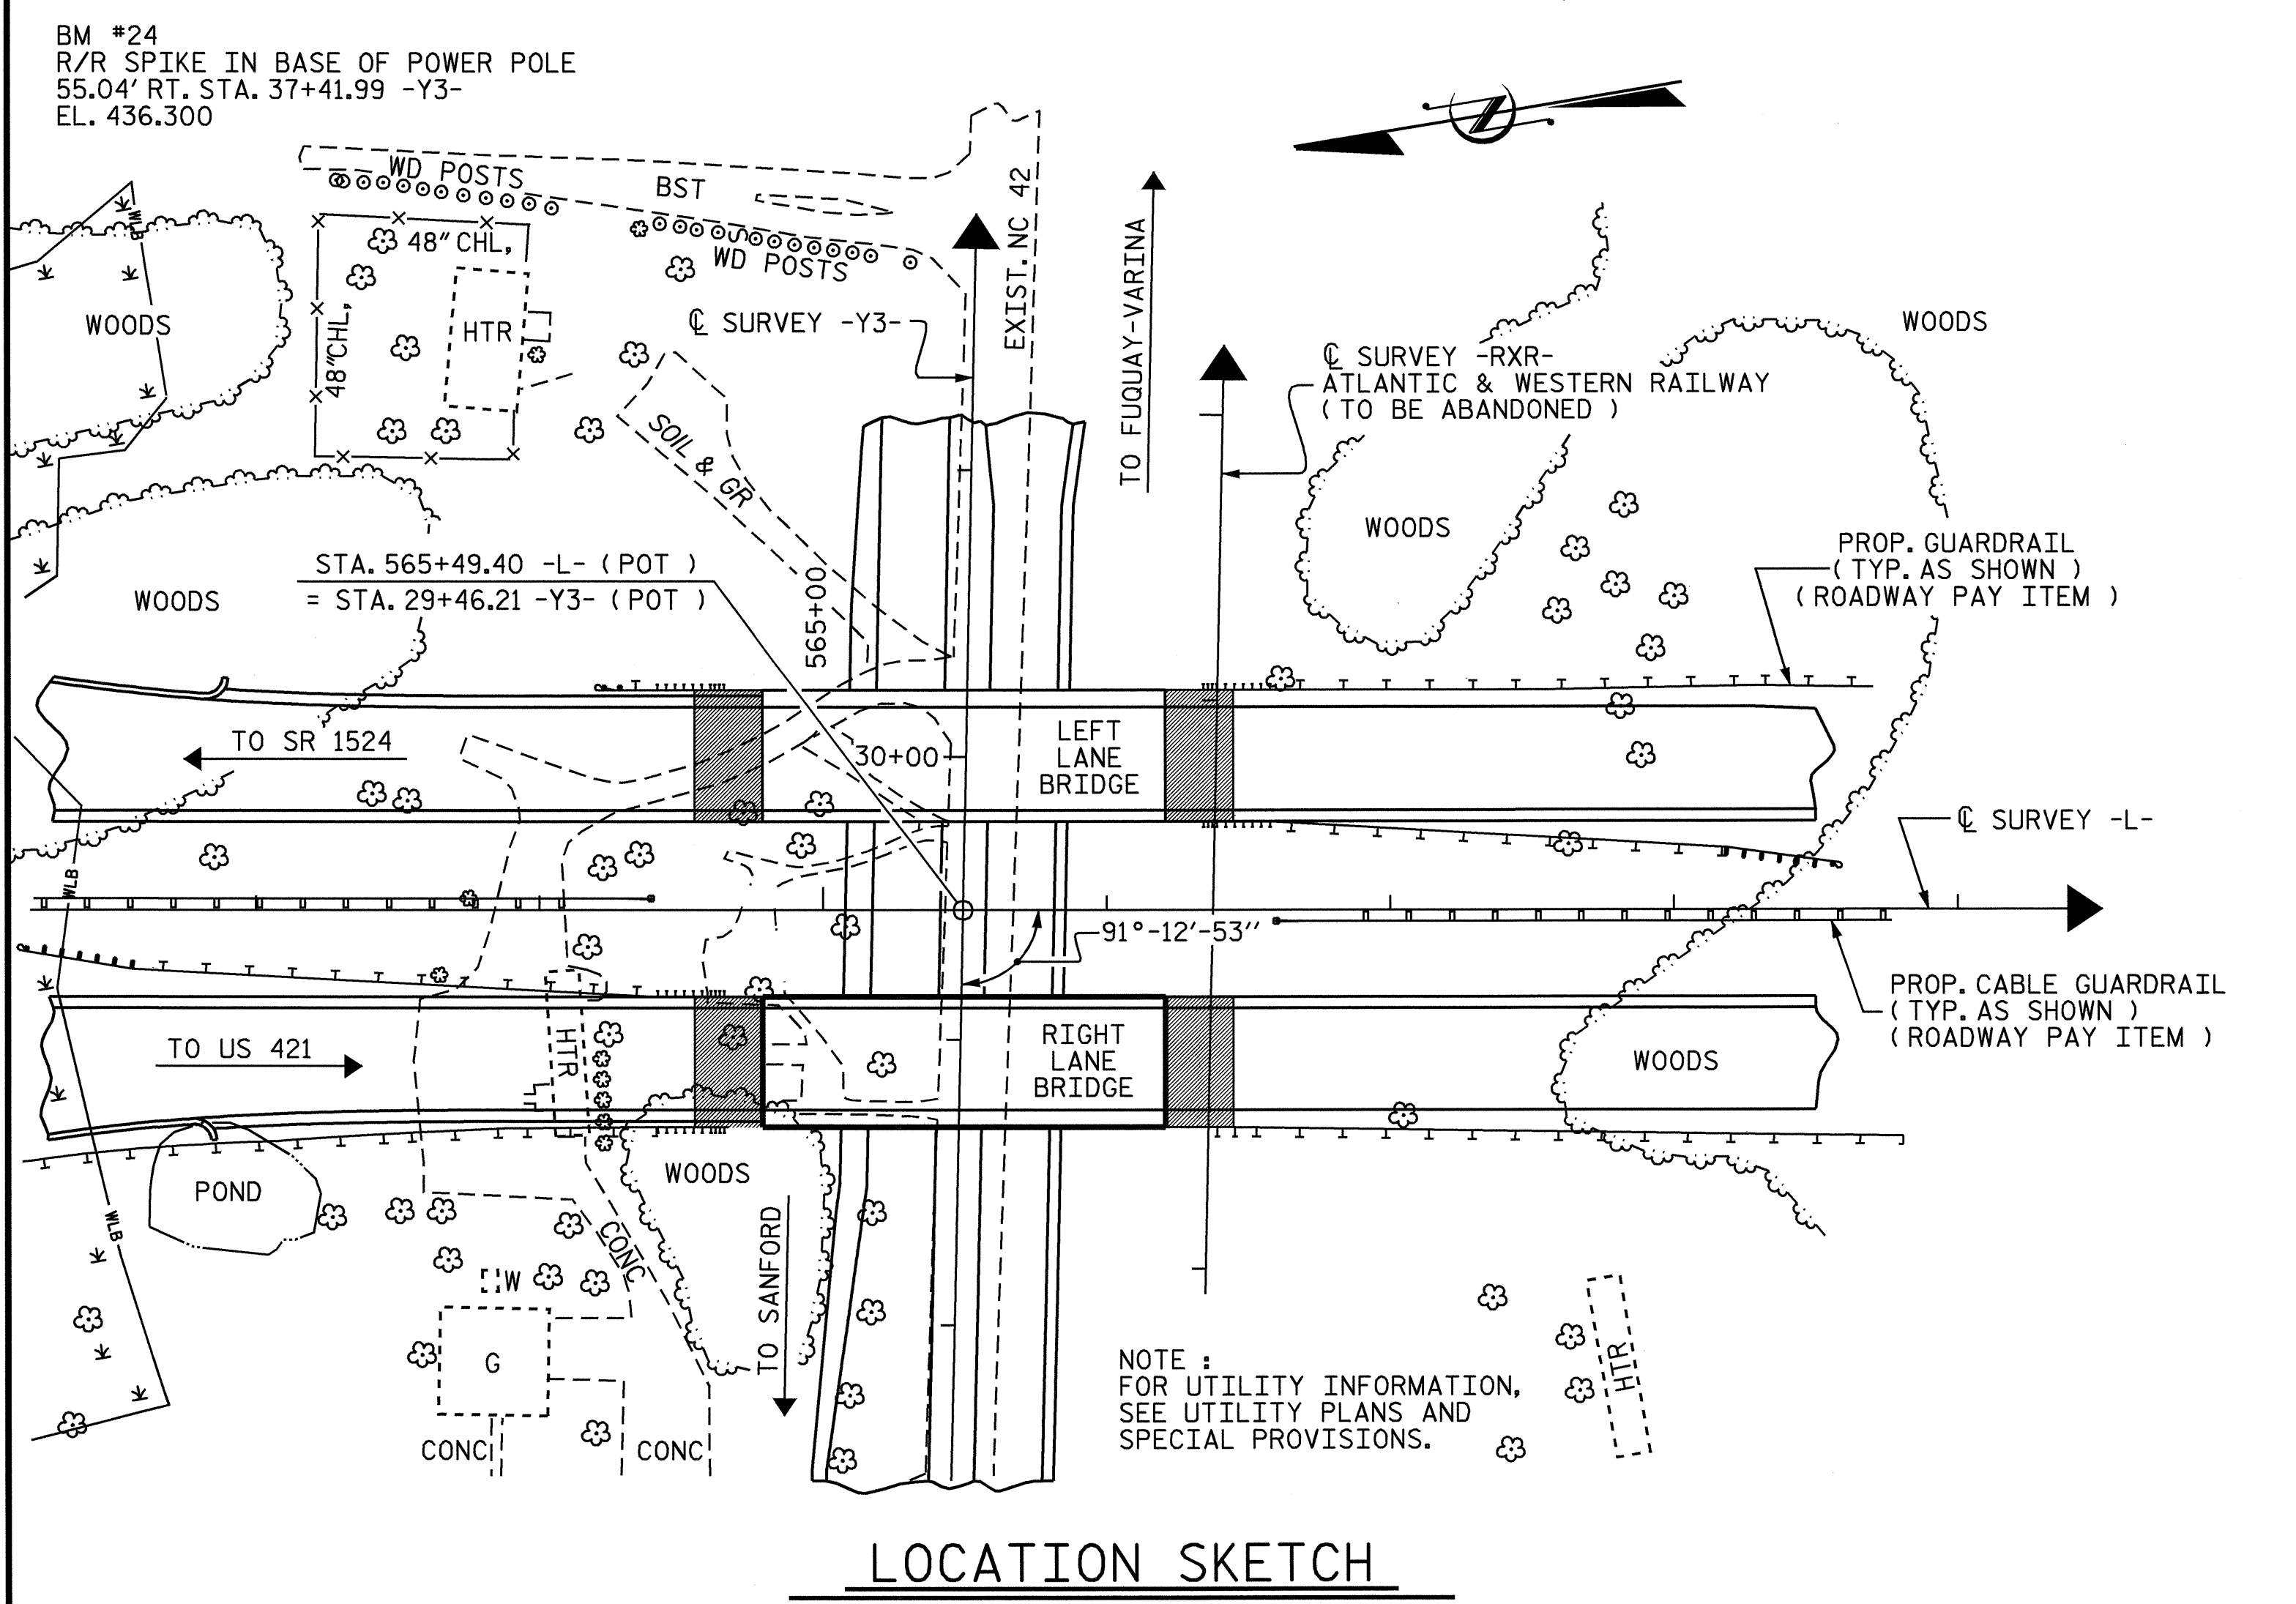 BM #24
R/R SPIKE IN BASE OF POWER POLE
55.04' RT. STA. 37+41.99 -Y3-
EL. 436.300
WD POSTS
BST
WD POSTS
48" CHL,
48"CHL,
HTR
WLB
WOODS
℄ SURVEY -Y3-
EXIST. NC 42
TO FUQUAY-VARINA
℄ SURVEY -RXR-
ATLANTIC & WESTERN RAILWAY
( TO BE ABANDONED )
WOODS
SOIL & GR
WOODS
PROP. GUARDRAIL
( TYP. AS SHOWN )
( ROADWAY PAY ITEM )
STA. 565+49.40 -L- ( POT )
= STA. 29+46.21 -Y3- ( POT )
565+00
WOODS
TO SR 1524
30+00
LEFT
LANE
BRIDGE
℄ SURVEY -L-
WLB
91°-12'-53"
PROP. CABLE GUARDRAIL
( TYP. AS SHOWN )
( ROADWAY PAY ITEM )
TO US 421
HTR
RIGHT
LANE
BRIDGE
WOODS
POND
WLB
WOODS
CONC
TO SANFORD
W
G
CONC
CONC
NOTE :
FOR UTILITY INFORMATION,
SEE UTILITY PLANS AND
SPECIAL PROVISIONS.
HTR
LOCATION SKETCH